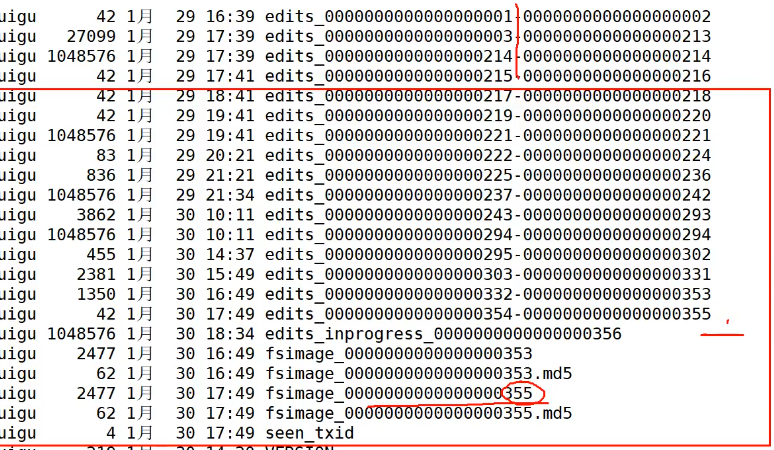 uigu 42 1月 29 16:39 edits_0000000000000000001-0000000000000000002
uigu 27099 1月 29 17:39 edits_0000000000000000003-0000000000000000213
uigu 1048576 1月 29 17:39 edits_0000000000000000214-0000000000000000214
uigu 42 1月 29 17:41 edits_0000000000000000215-0000000000000000216
uigu 42 1月 29 18:41 edits_0000000000000000217-0000000000000000218
uigu 42 1月 29 19:41 edits_0000000000000000219-0000000000000000220
uigu 1048576 1月 29 19:41 edits_0000000000000000221-0000000000000000221
uigu 83 1月 29 20:21 edits_0000000000000000222-0000000000000000224
uigu 836 1月 29 21:21 edits_0000000000000000225-0000000000000000236
uigu 1048576 1月 29 21:34 edits_0000000000000000237-0000000000000000242
uigu 3862 1月 30 10:11 edits_0000000000000000243-0000000000000000293
uigu 1048576 1月 30 10:11 edits_0000000000000000294-0000000000000000294
uigu 455 1月 30 14:37 edits_0000000000000000295-0000000000000000302
uigu 2381 1月 30 15:49 edits_0000000000000000303-0000000000000000331
uigu 1350 1月 30 16:49 edits_0000000000000000332-0000000000000000353
uigu 42 1月 30 17:49 edits_0000000000000000354-0000000000000000355
uigu 1048576 1月 30 18:34 edits_inprogress_0000000000000000356
uigu 2477 1月 30 16:49 fsimage_0000000000000000353
uigu 62 1月 30 16:49 fsimage_0000000000000000353.md5
uigu 2477 1月 30 17:49 fsimage_0000000000000000355
uigu 62 1月 30 17:49 fsimage_0000000000000000355.md5
uigu 4 1月 30 17:49 seen_txid